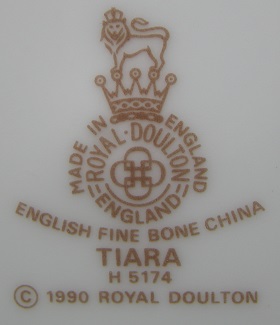 MADE IN ENGLAND
ROYAL · DOULTON
ENGLAND
ENGLISH FINE BONE CHINA
TIARA
H 5174
© 1990 ROYAL DOULTON